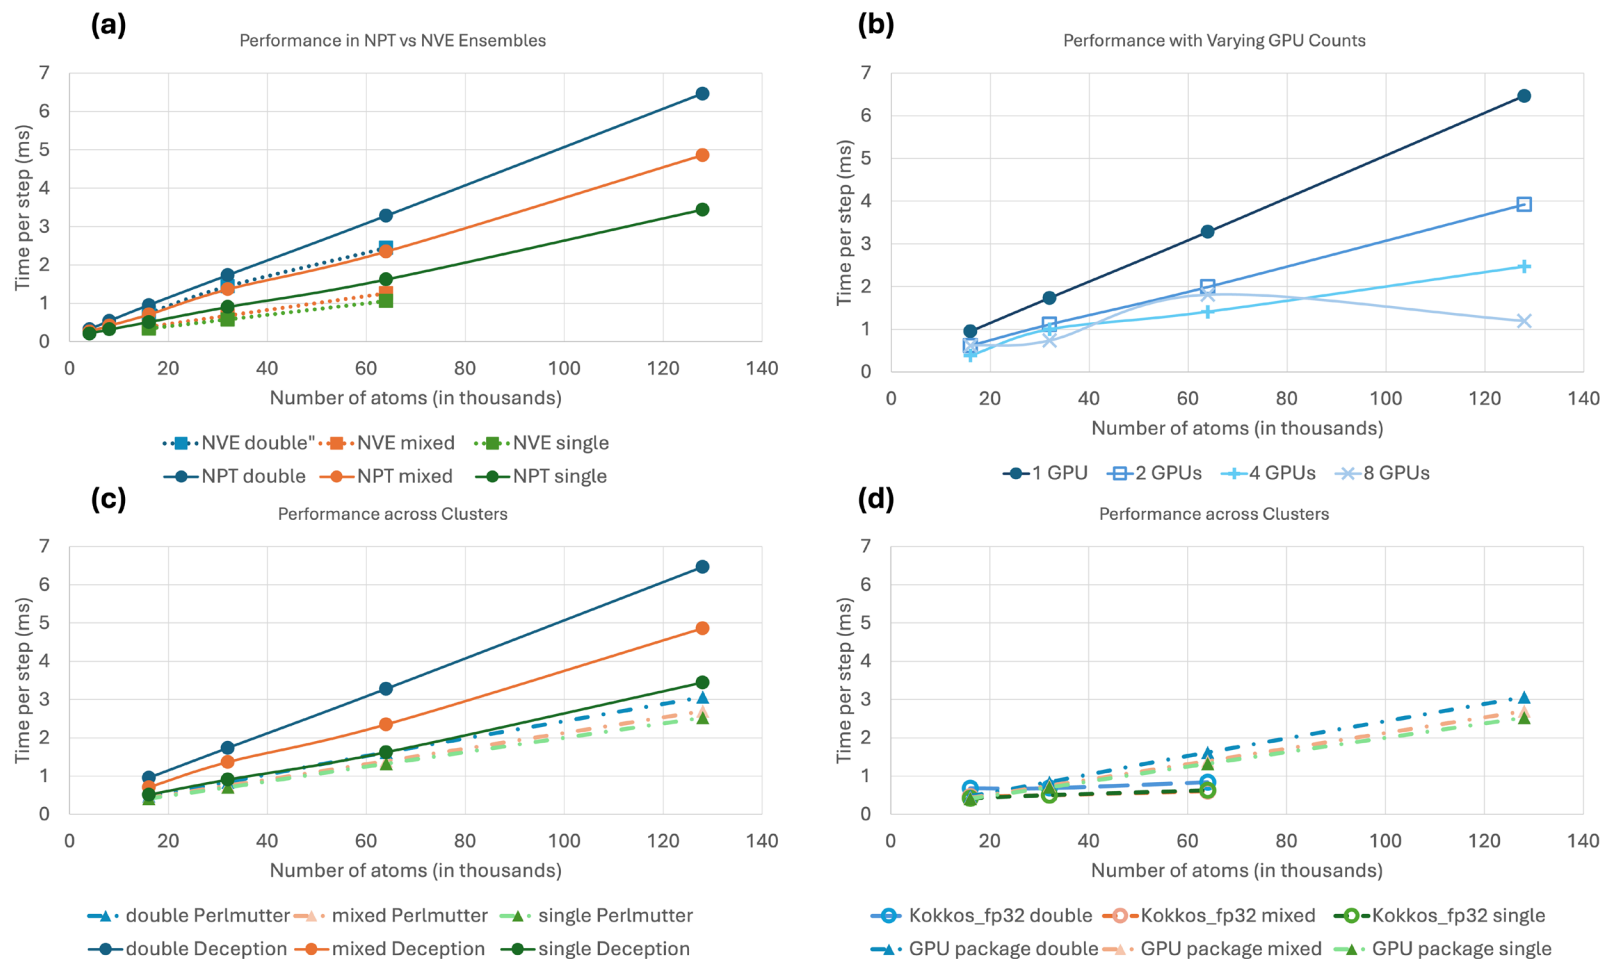 (a)
Performance in NPT vs NVE Ensembles
Time per step (ms)
7
6
5
4
3
2
1
0
0 20 40 60 80 100 120 140
Number of atoms (in thousands)
NVE double" NVE mixed NVE single
NPT double NPT mixed NPT single
(b)
Performance with Varying GPU Counts
Time per step (ms)
7
6
5
4
3
2
1
0
0 20 40 60 80 100 120 140
Number of atoms (in thousands)
1 GPU 2 GPUs 4 GPUs 8 GPUs
(c)
Performance across Clusters
Time per step (ms)
7
6
5
4
3
2
1
0
0 20 40 60 80 100 120 140
Number of atoms (in thousands)
double Perlmutter mixed Perlmutter single Perlmutter
double Deception mixed Deception single Deception
(d)
Performance across Clusters
Time per step (ms)
7
6
5
4
3
2
1
0
0 20 40 60 80 100 120 140
Number of atoms (in thousands)
Kokkos_fp32 double Kokkos_fp32 mixed Kokkos_fp32 single
GPU package double GPU package mixed GPU package single